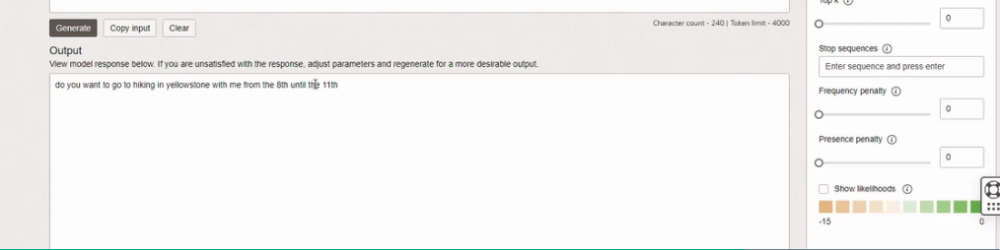 Top k
0
Generate Copy input Clear
Character count - 240 | Token limit - 4000
Output
View model response below. If you are unsatisfied with the response, adjust parameters and regenerate for a more desirable output.
do you want to go to hiking in yellowstone with me from the 8th until the 11th
Stop sequences
Enter sequence and press enter
Frequency penalty
0
Presence penalty
0
Show likelihoods
-15 0